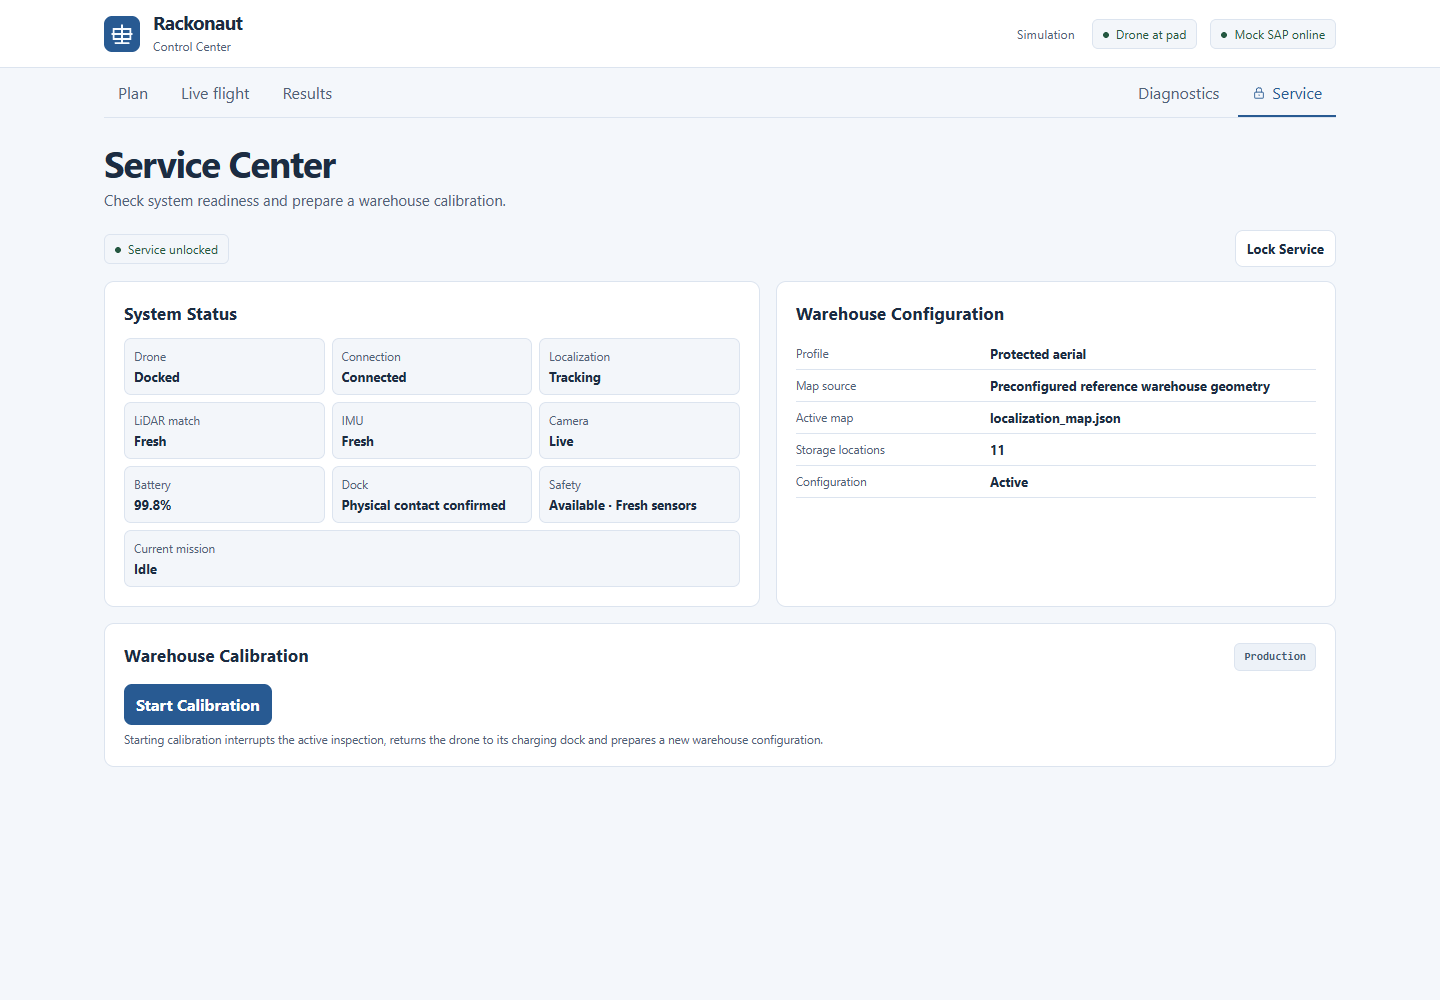 Rackonaut
Control Center
Simulation
Drone at pad
Mock SAP online
Plan
Live flight
Results
Diagnostics
Service
Service Center
Check system readiness and prepare a warehouse calibration.
Service unlocked
Lock Service
System Status
Drone
Docked
Connection
Connected
Localization
Tracking
LiDAR match
Fresh
IMU
Fresh
Camera
Live
Battery
99.8%
Dock
Physical contact confirmed
Safety
Available · Fresh sensors
Current mission
Idle
Warehouse Configuration
Profile Protected aerial
Map source Preconfigured reference warehouse geometry
Active map localization_map.json
Storage locations 11
Configuration Active
Warehouse Calibration
Production
Start Calibration
Starting calibration interrupts the active inspection, returns the drone to its charging dock and prepares a new warehouse configuration.